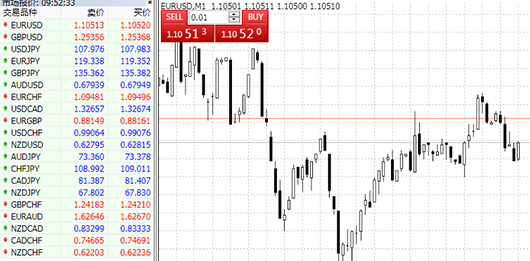 市场报价: 09:52:33
交易品种 卖价 买价
EURUSD 1.10513 1.10520
GBPUSD 1.25356 1.25368
USDJPY 107.976 107.983
EURJPY 119.338 119.352
GBPJPY 135.362 135.382
AUDUSD 0.67939 0.67949
EURCHF 1.09481 1.09496
USDCAD 1.32657 1.32674
EURGBP 0.88149 0.88161
USDCHF 0.99064 0.99076
NZDUSD 0.62795 0.62815
AUDJPY 73.360 73.378
CHFJPY 108.992 109.011
CADJPY 81.387 81.407
NZDJPY 67.802 67.830
GBPCHF 1.24183 1.24210
EURAUD 1.62646 1.62670
NZDCAD 0.83299 0.83333
CADCHF 0.74665 0.74691
NZDCHF 0.62203 0.62236
EURUSD,M1 1.10501 1.10511 1.10500 1.10510
SELL 0.01 BUY
1.10 51 3 1.10 52 0